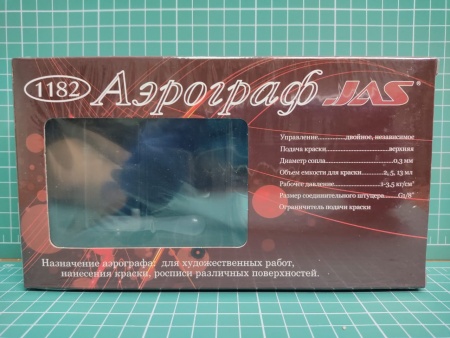 1182 Аэрограф JAS
Управление..................двойное, независимое
Подача краски...............................верхняя
Диаметр сопла...............................0.3 мм
Объем емкости для краски.........2, 5, 13 мл
Рабочее давление....................1-3,5 кг/см²
Размер соединительного штуцера......G1/8"
Ограничитель подачи краски
Назначение аэрографа: для художественных работ,
нанесения краски, росписи различных поверхностей.